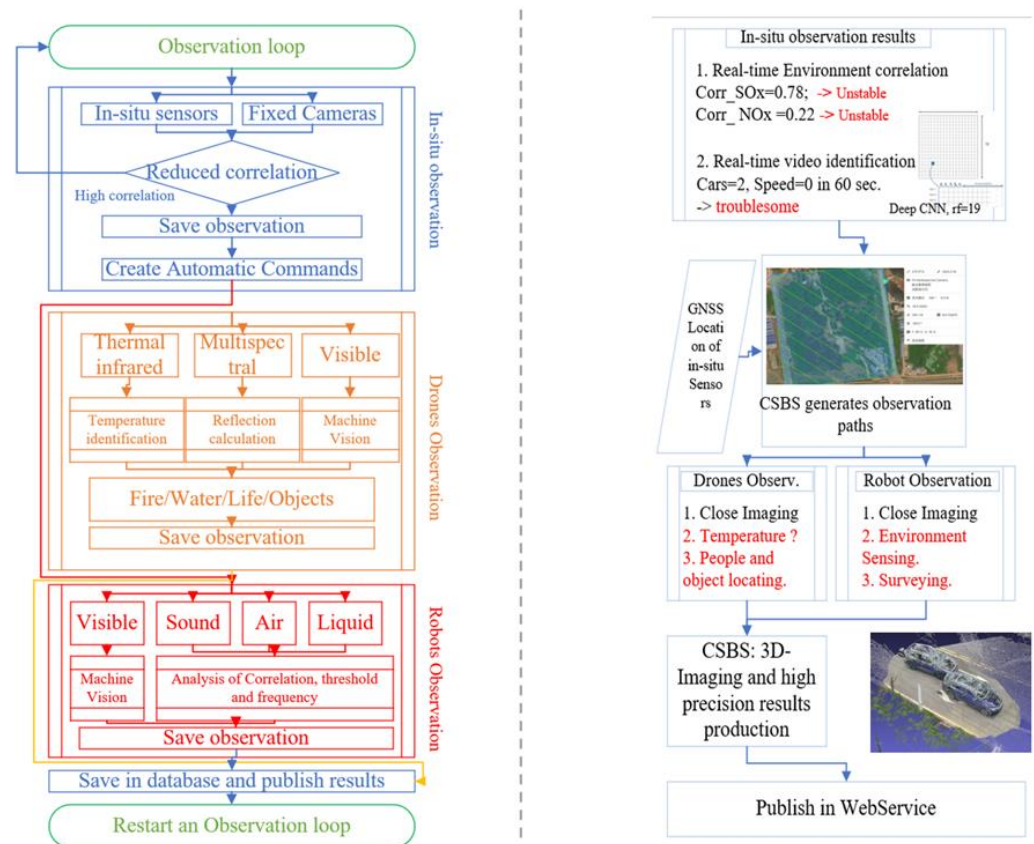 Observation loop
In-situ sensors
Fixed Cameras
Reduced correlation
High correlation
Save observation
Create Automatic Commands
In-situ observation
Thermal
infrared
Multispec
tral
Visible
Temperature
identification
Reflection
calculation
Machine
Vision
Fire/Water/Life/Objects
Save observation
Drones Observation
Visible
Sound
Air
Liquid
Machine
Vision
Analysis of Correlation, threshold
and frequency
Save observation
Robots Observation
Save in database and publish results
Restart an Observation loop
In-situ observation results
1. Real-time Environment correlation
Corr_SOx=0.78; -> Unstable
Corr_ NOx =0.22 -> Unstable
2. Real-time video identification
Cars=2, Speed=0 in 60 sec.
-> troublesome
Deep CNN, rf=19
GNSS
Locati
on of
in-situ
Senso
rs
CSBS generates observation
paths
Drones Observ.
1. Close Imaging
2. Temperature ?
3. People and
object locating.
Robot Observation
1. Close Imaging
2. Environment
Sensing.
3. Surveying.
CSBS: 3D-
Imaging and high
precision results
production
Publish in WebService